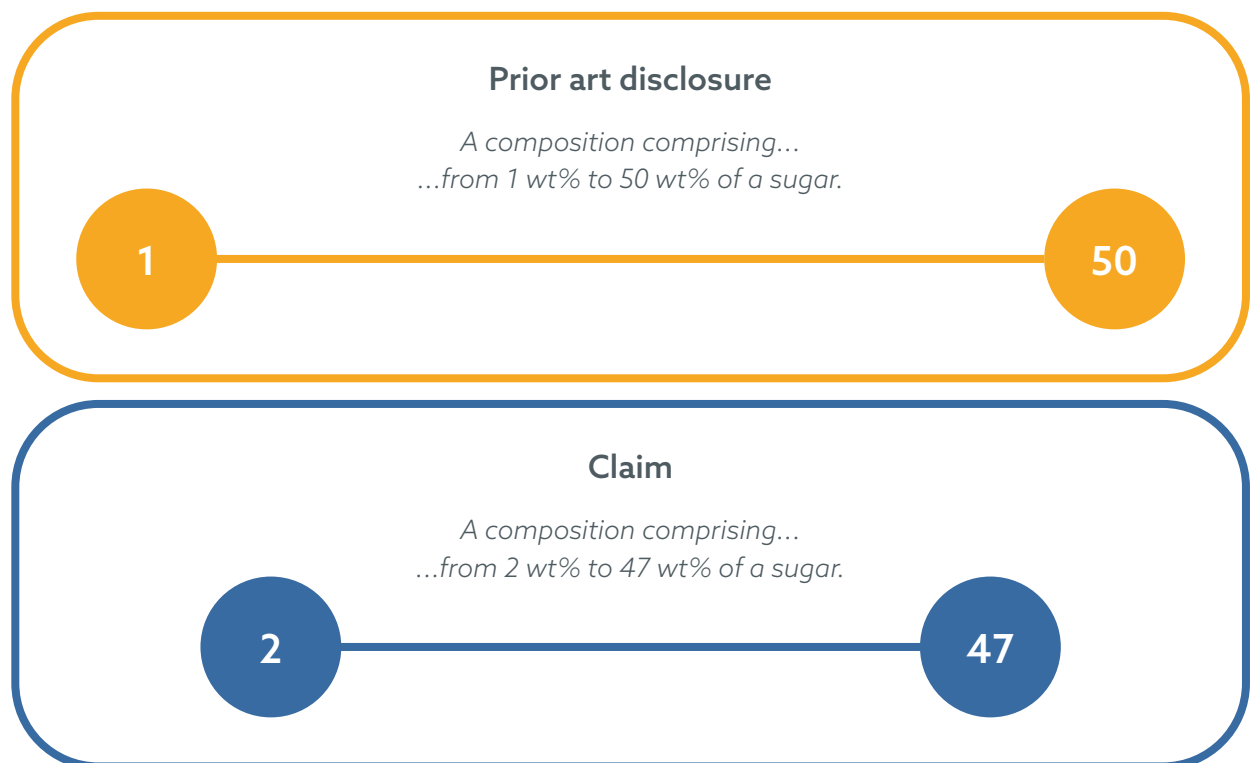 Prior art disclosure
A composition comprising...
...from 1 wt% to 50 wt% of a sugar.
1
50
Claim
A composition comprising...
...from 2 wt% to 47 wt% of a sugar.
2
47